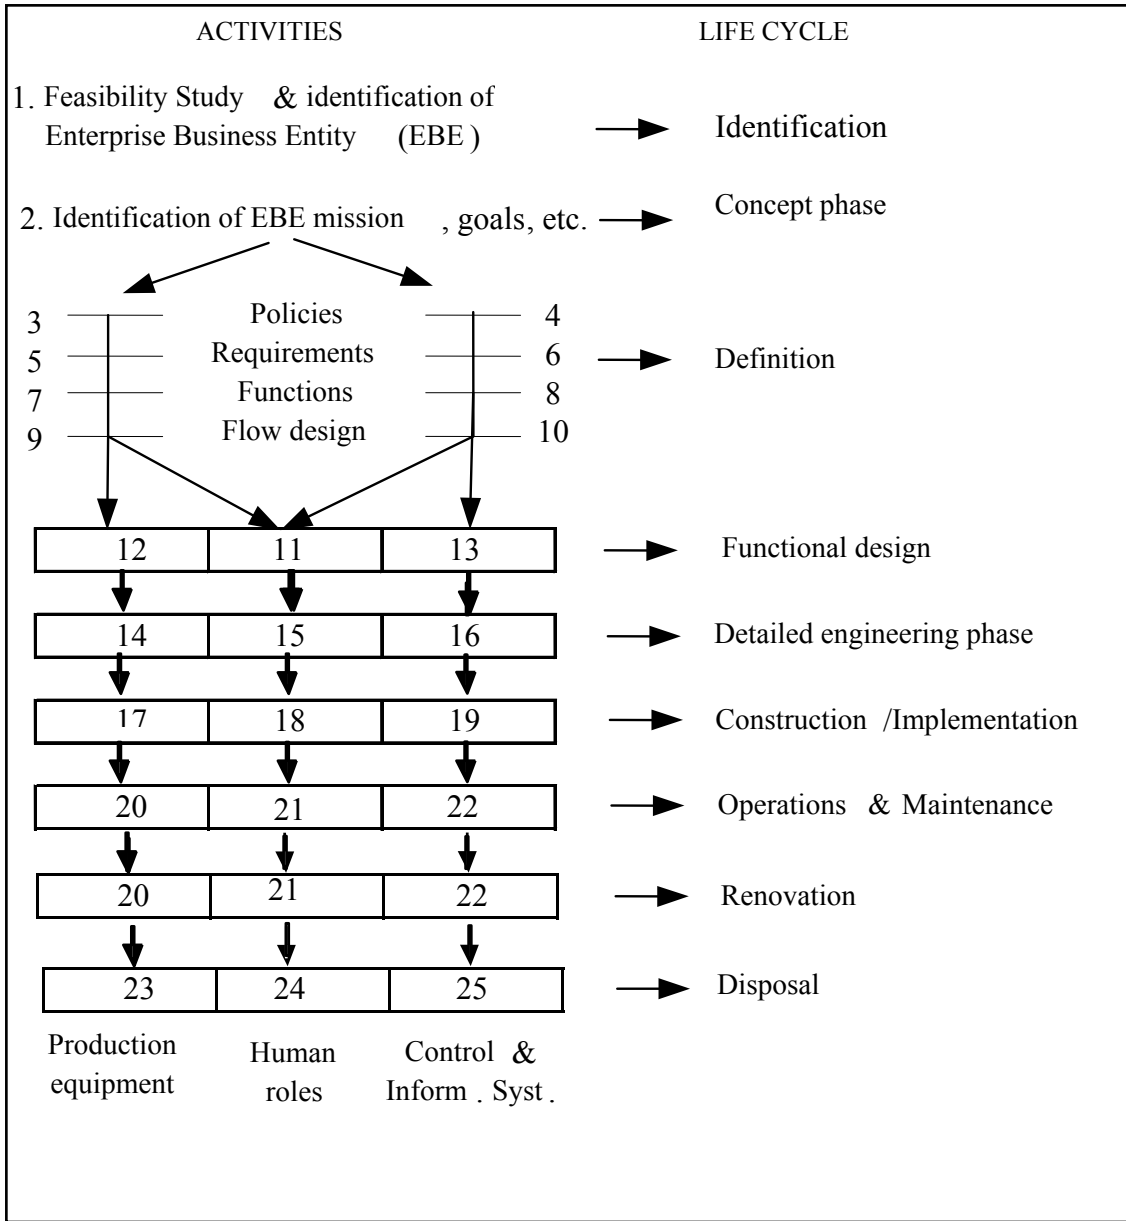 ACTIVITIES LIFE CYCLE
1. Feasibility Study & identification of
Enterprise Business Entity (EBE )
Identification
2. Identification of EBE mission , goals, etc.
Concept phase
3 Policies 4
5 Requirements 6 Definition
7 Functions 8
9 Flow design 10
12 11 13 Functional design
14 15 16 Detailed engineering phase
17 18 19 Construction /Implementation
20 21 22 Operations & Maintenance
20 21 22 Renovation
23 24 25 Disposal
Production Human Control &
equipment roles Inform . Syst .